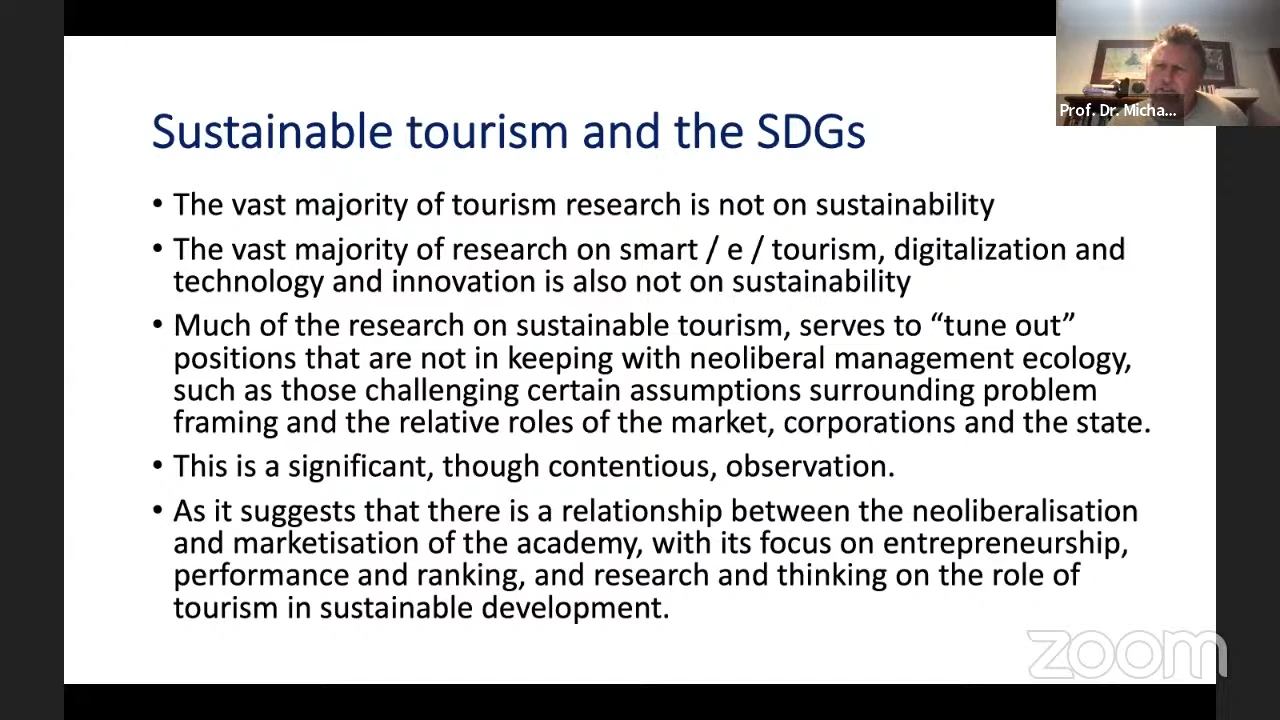 Prof. Dr. Micha...
Sustainable tourism and the SDGs
• The vast majority of tourism research is not on sustainability
• The vast majority of research on smart / e / tourism, digitalization and
technology and innovation is also not on sustainability
• Much of the research on sustainable tourism, serves to “tune out”
positions that are not in keeping with neoliberal management ecology,
such as those challenging certain assumptions surrounding problem
framing and the relative roles of the market, corporations and the state.
• This is a significant, though contentious, observation.
• As it suggests that there is a relationship between the neoliberalisation
and marketisation of the academy, with its focus on entrepreneurship,
performance and ranking, and research and thinking on the role of
tourism in sustainable development.
zoom